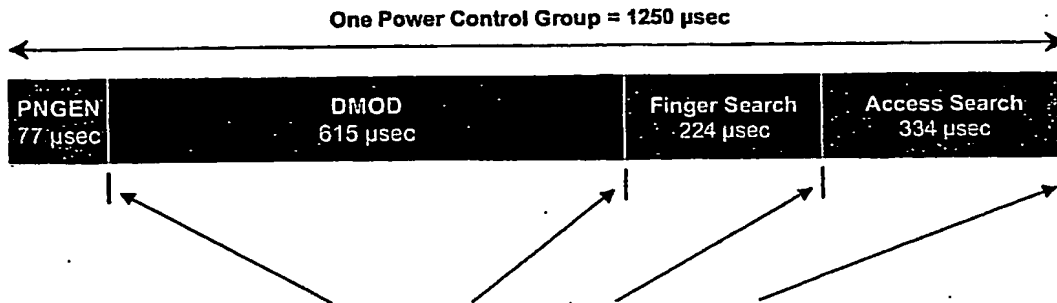 One Power Control Group = 1250 µsec
PNGEN
77 µsec
DMOD
615 µsec
Finger Search
224 µsec
Access Search
334 µsec